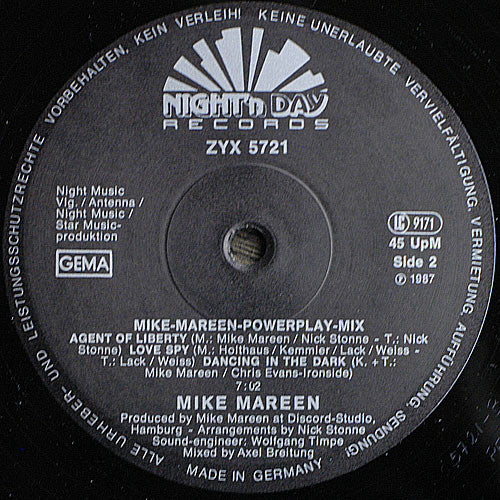 ALLE URHEBER- UND LEISTUNGSSCHUTZRECHTE VORBEHALTEN. KEIN VERLEIH! KEINE UNERLAUBTE VERVIELFÄLTIGUNG, VERMIETUNG, AUFFÜHRUNG, SENDUNG!
NIGHT'n DAY
RECORDS
ZYX 5721
Night Music
Vlg. / Antenna /
Night Music /
Star Music-
produktion
GEMA
LC 9171
45 UpM
Side 2
℗ 1987
MIKE-MAREEN-POWERPLAY-MIX
AGENT OF LIBERTY (M.: Mike Mareen / Nick Stonne - T.: Nick
Stonne) LOVE SPY (M.: Holthaus / Kemmier / Lack / Weiss -
T.: Lack / Weiss) DANCING IN THE DARK (K. + T.:
Mike Mareen / Chris Evans-Ironside)
7:02
MIKE MAREEN
Produced by Mike Mareen at Discord-Studio,
Hamburg - Arrangements by Nick Stonne
Sound-engineer: Wolfgang Timpe
Mixed by Axel Breitung
MADE IN GERMANY